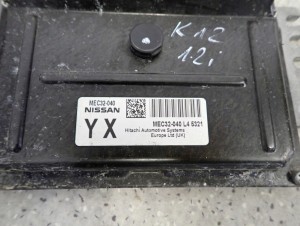 K12
1.2i
MEC32-040
NISSAN
YX
MEC32-040 L4 5321
Hitachi Automotive Systems
Europe Ltd (UK)